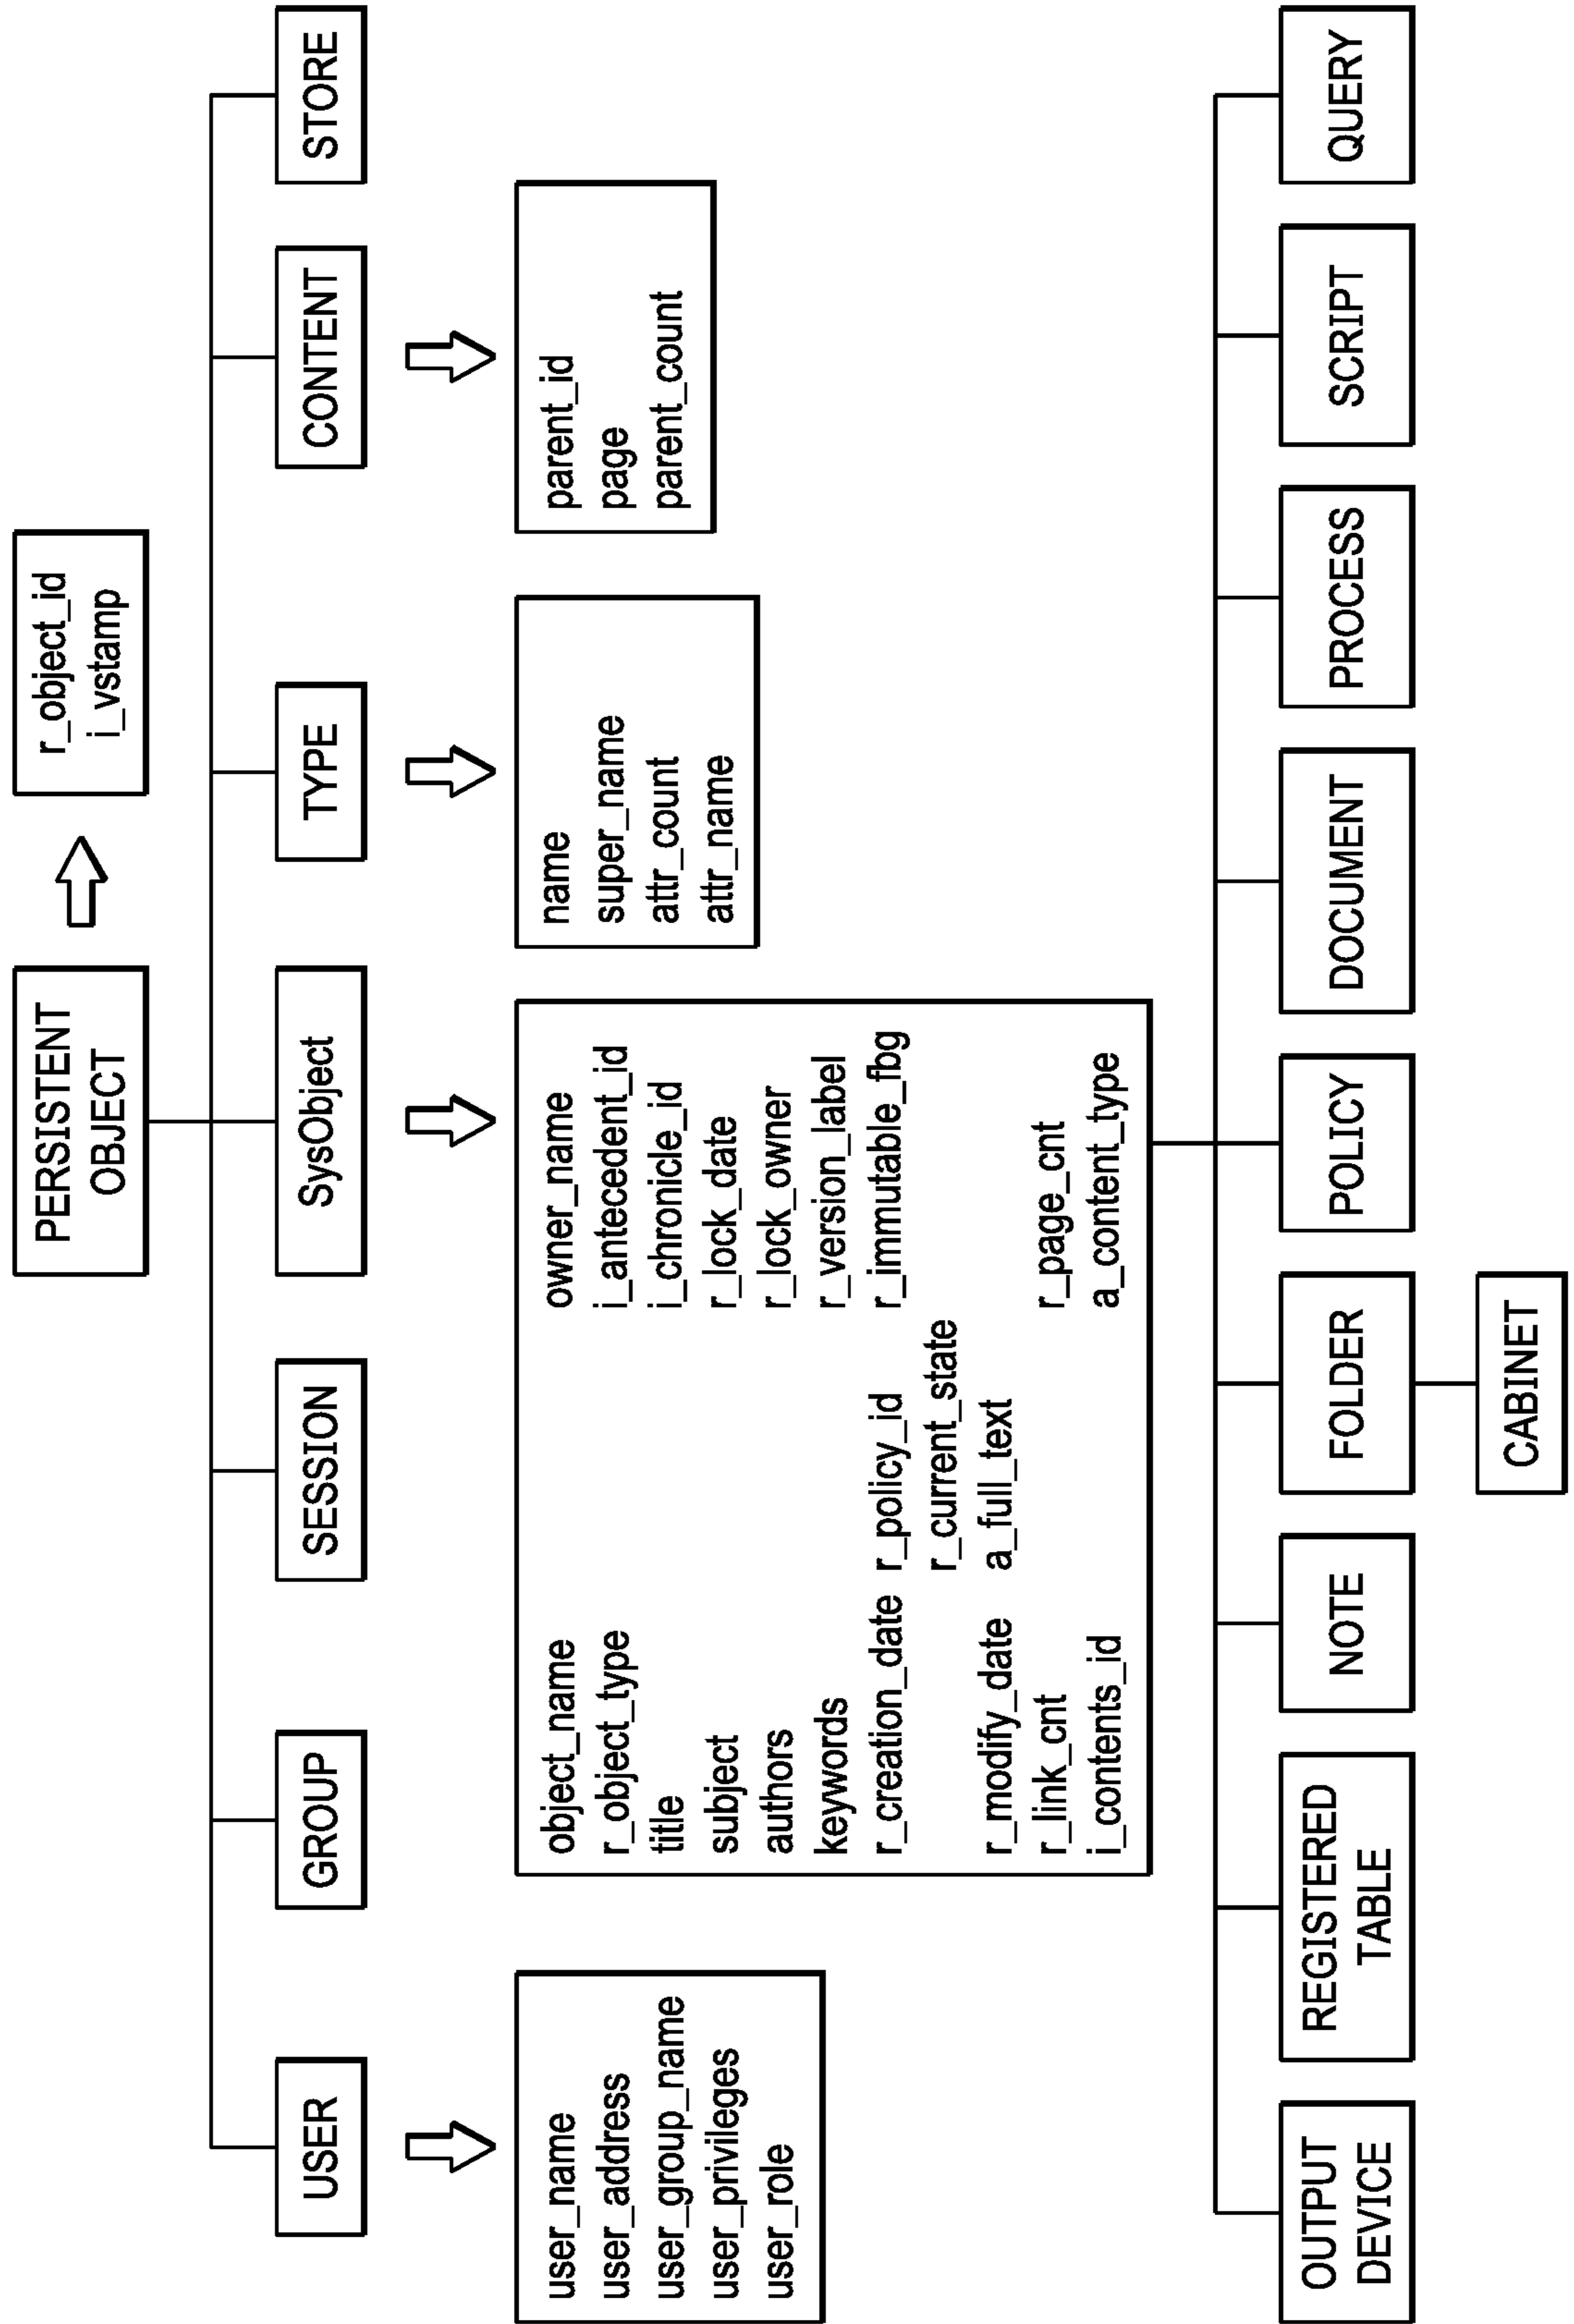 PERSISTENT
OBJECT
r_object_id
i_vstamp
USER
GROUP
SESSION
SysObject
TYPE
CONTENT
STORE
user_name
user_address
user_group_name
user_privileges
user_role
object_name
r_object_type
title
subject
authors
keywords
r_creation_date
r_modify_date
r_link_cnt
i_contents_id
r_policy_id
r_current_state
a_full_text
owner_name
i_antecedent_id
i_chronicle_id
r_lock_date
r_lock_owner
r_version_label
r_immutable_fbg
r_page_cnt
a_content_type
name
super_name
attr_count
attr_name
parent_id
page
parent_count
OUTPUT
DEVICE
REGISTERED
TABLE
NOTE
FOLDER
POLICY
DOCUMENT
PROCESS
SCRIPT
QUERY
CABINET